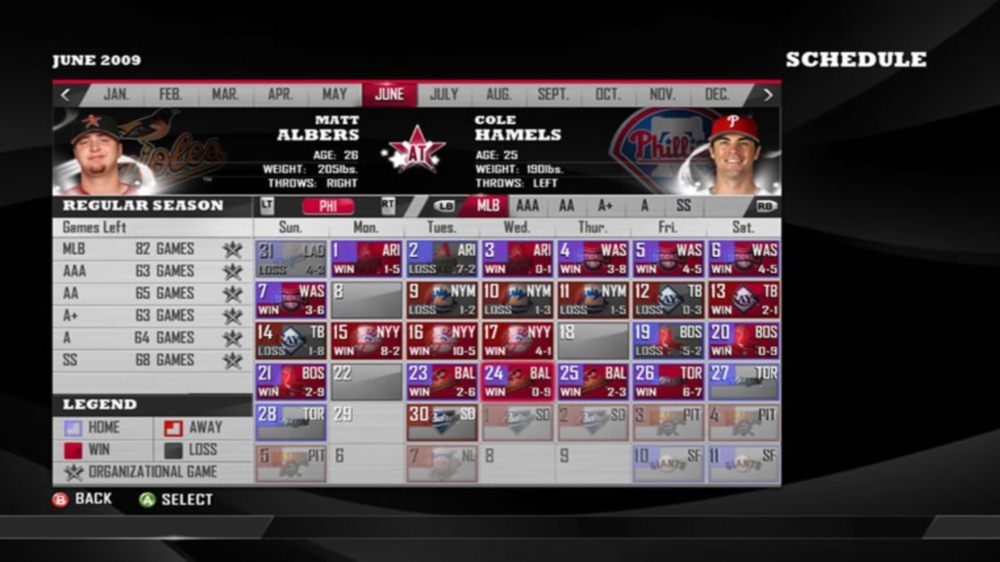 JUNE 2009
SCHEDULE
JAN. FEB. MAR. APR. MAY JUNE JULY AUG. SEPT. OCT. NOV. DEC.
MATT ALBERS
AGE: 26
WEIGHT: 205lbs.
THROWS: RIGHT
AT
COLE HAMELS
AGE: 25
WEIGHT: 190lbs.
THROWS: LEFT
Orioles
Phillies
P
REGULAR SEASON
LT PHI RT LB MLB AAA AA A+ A SS RB
Games Left
MLB 82 GAMES
AAA 63 GAMES
AA 65 GAMES
A+ 63 GAMES
A 64 GAMES
SS 68 GAMES
LEGEND
HOME AWAY
WIN LOSS
ORGANIZATIONAL GAME
Sun. Mon. Tues. Wed. Thur. Fri. Sat.
31 LAD 1 ARI 2 ARI 3 ARI 4 WAS 5 WAS 6 WAS
LOSS 4-3 WIN 1-5 LOSS 7-2 WIN 0-1 WIN 3-8 WIN 4-5 WIN 4-5
7 WAS 8 9 NYM 10 NYM 11 NYM 12 TB 13 TB
WIN 3-6 LOSS 1-2 LOSS 1-3 LOSS 1-5 LOSS 0-3 WIN 2-1
14 TB 15 NYY 16 NYY 17 NYY 18 19 BOS 20 BOS
LOSS 1-8 WIN 8-2 WIN 10-5 WIN 4-1 LOSS 5-2 WIN 0-9
21 BOS 22 23 BAL 24 BAL 25 BAL 26 TOR 27 TOR
WIN 2-9 WIN 2-6 WIN 0-9 WIN 2-3 WIN 6-7
28 TOR 29 30 SD 1 SD 2 SD 3 PIT 4 PIT
5 PIT 6 7 NL 8 9 10 SF 11 SF
GIANTS GIANTS
B BACK A SELECT